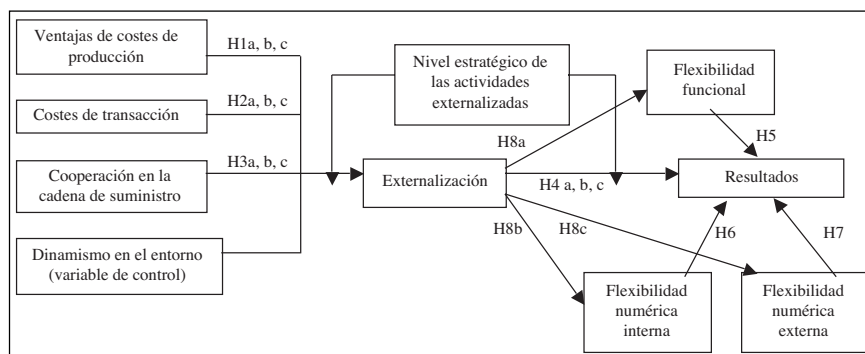 Ventajas de costes de
producción
H1a, b, c
Costes de transacción
H2a, b, c
Cooperación en la
cadena de suministro
H3a, b, c
Dinamismo en el entorno
(variable de control)
Nivel estratégico de
las actividades
externalizadas
Externalización
H8a
H4 a, b, c
H8b
H8c
Flexibilidad
funcional
H5
Resultados
H6
H7
Flexibilidad
numérica
interna
Flexibilidad
numérica
externa